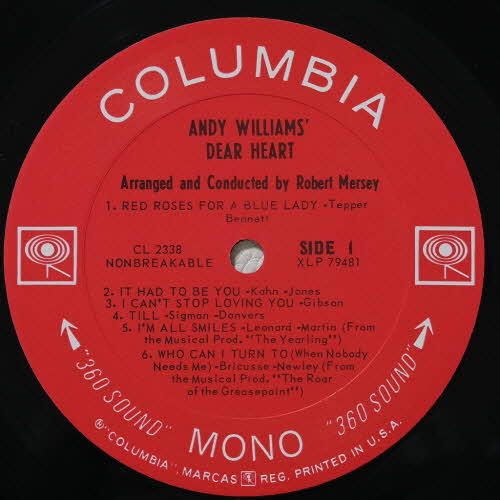 COLUMBIA
ANDY WILLIAMS'
DEAR HEART
Arranged and Conducted by Robert Mersey
1. RED ROSES FOR A BLUE LADY -Tepper
Bennett
CL 2338
NONBREAKABLE
SIDE 1
XLP 79481
2. IT HAD TO BE YOU -Kahn -Jones
3. I CAN'T STOP LOVING YOU -Gibson
4. TILL -Sigman -Danvers
5. I'M ALL SMILES -Leonard -Martin (From
the Musical Prod. "The Yearling")
6. WHO CAN I TURN TO (When Nobody
Needs Me) -Bricusse -Newley (From
the Musical Prod. "The Roar
of the Greasepaint)
"360 SOUND"
MONO
"360 SOUND"
℗"COLUMBIA", MARCAS REG. PRINTED IN U.S.A.